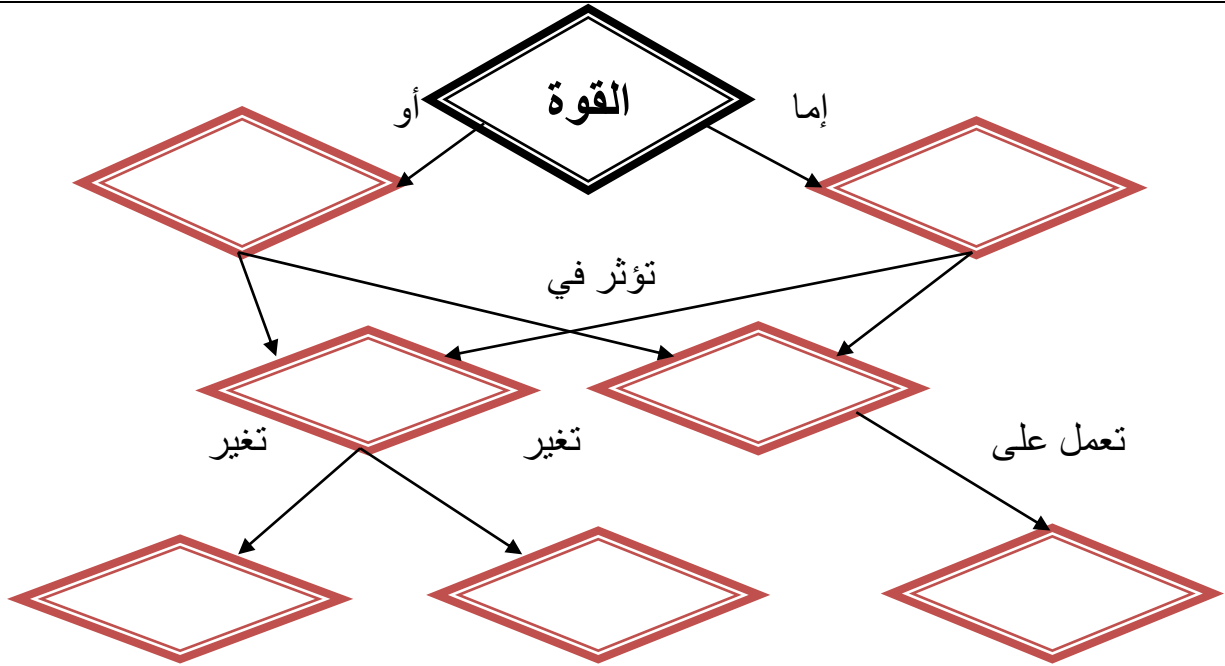 القوة
إما
أو
تؤثر في
تعمل على
تغير
تغير